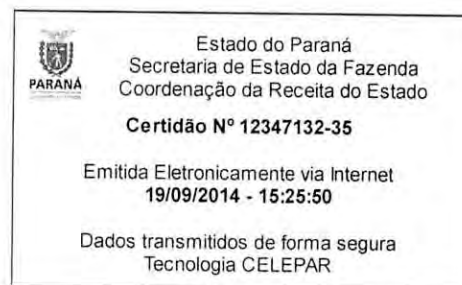 PARANÁ
Estado do Paraná
Secretaria de Estado da Fazenda
Coordenação da Receita do Estado
Certidão Nº 12347132-35
Emitida Eletronicamente via Internet
19/09/2014 - 15:25:50
Dados transmitidos de forma segura
Tecnologia CELEPAR